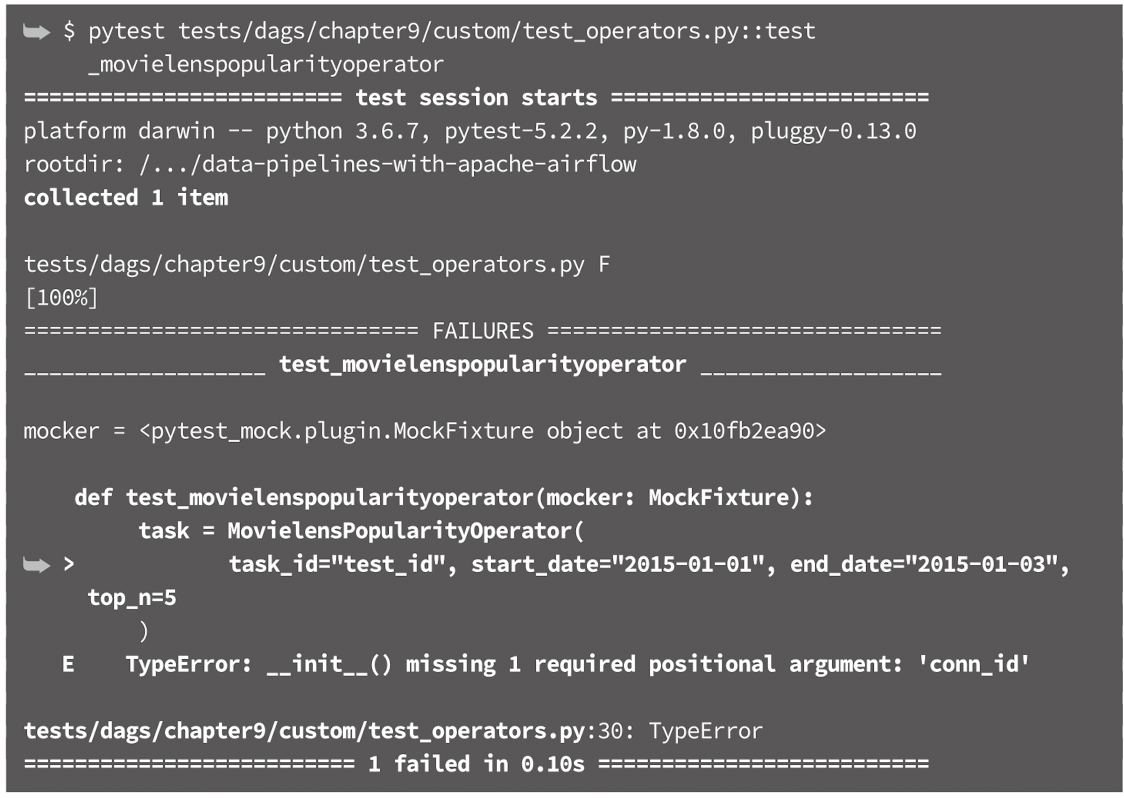 $ pytest tests/dags/chapter9/custom/test_operators.py::test
_movielenspopularityoperator
========================= test session starts =========================
platform darwin -- python 3.6.7, pytest-5.2.2, py-1.8.0, pluggy-0.13.0
rootdir: /.../data-pipelines-with-apache-airflow
collected 1 item
tests/dags/chapter9/custom/test_operators.py F
[100%]
=============================== FAILURES ===============================
___________________ test_movielenspopularityoperator ___________________
mocker = <pytest_mock.plugin.MockFixture object at 0x10fb2ea90>
def test_movielenspopularityoperator(mocker: MockFixture):
task = MovielensPopularityOperator(
> task_id="test_id", start_date="2015-01-01", end_date="2015-01-03",
top_n=5
)
E TypeError: __init__() missing 1 required positional argument: 'conn_id'
tests/dags/chapter9/custom/test_operators.py:30: TypeError
========================== 1 failed in 0.10s ==========================